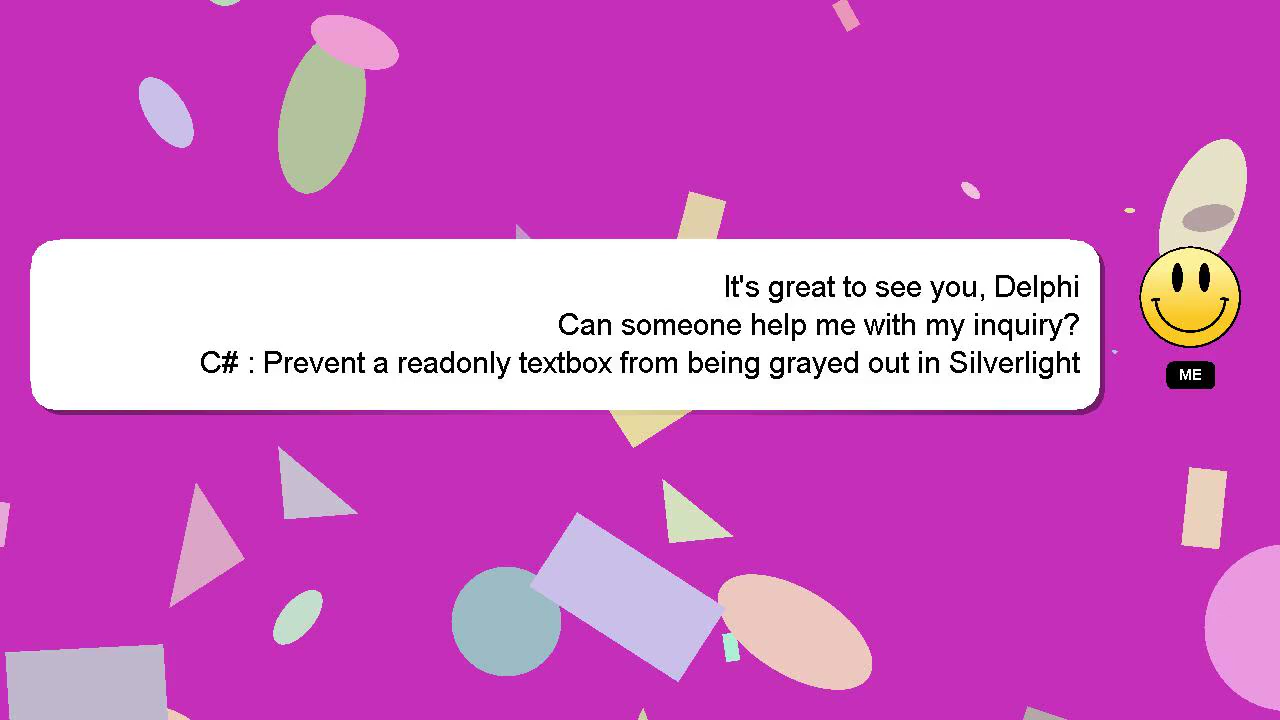 It's great to see you, Delphi
Can someone help me with my inquiry?
C# : Prevent a readonly textbox from being grayed out in Silverlight
ME